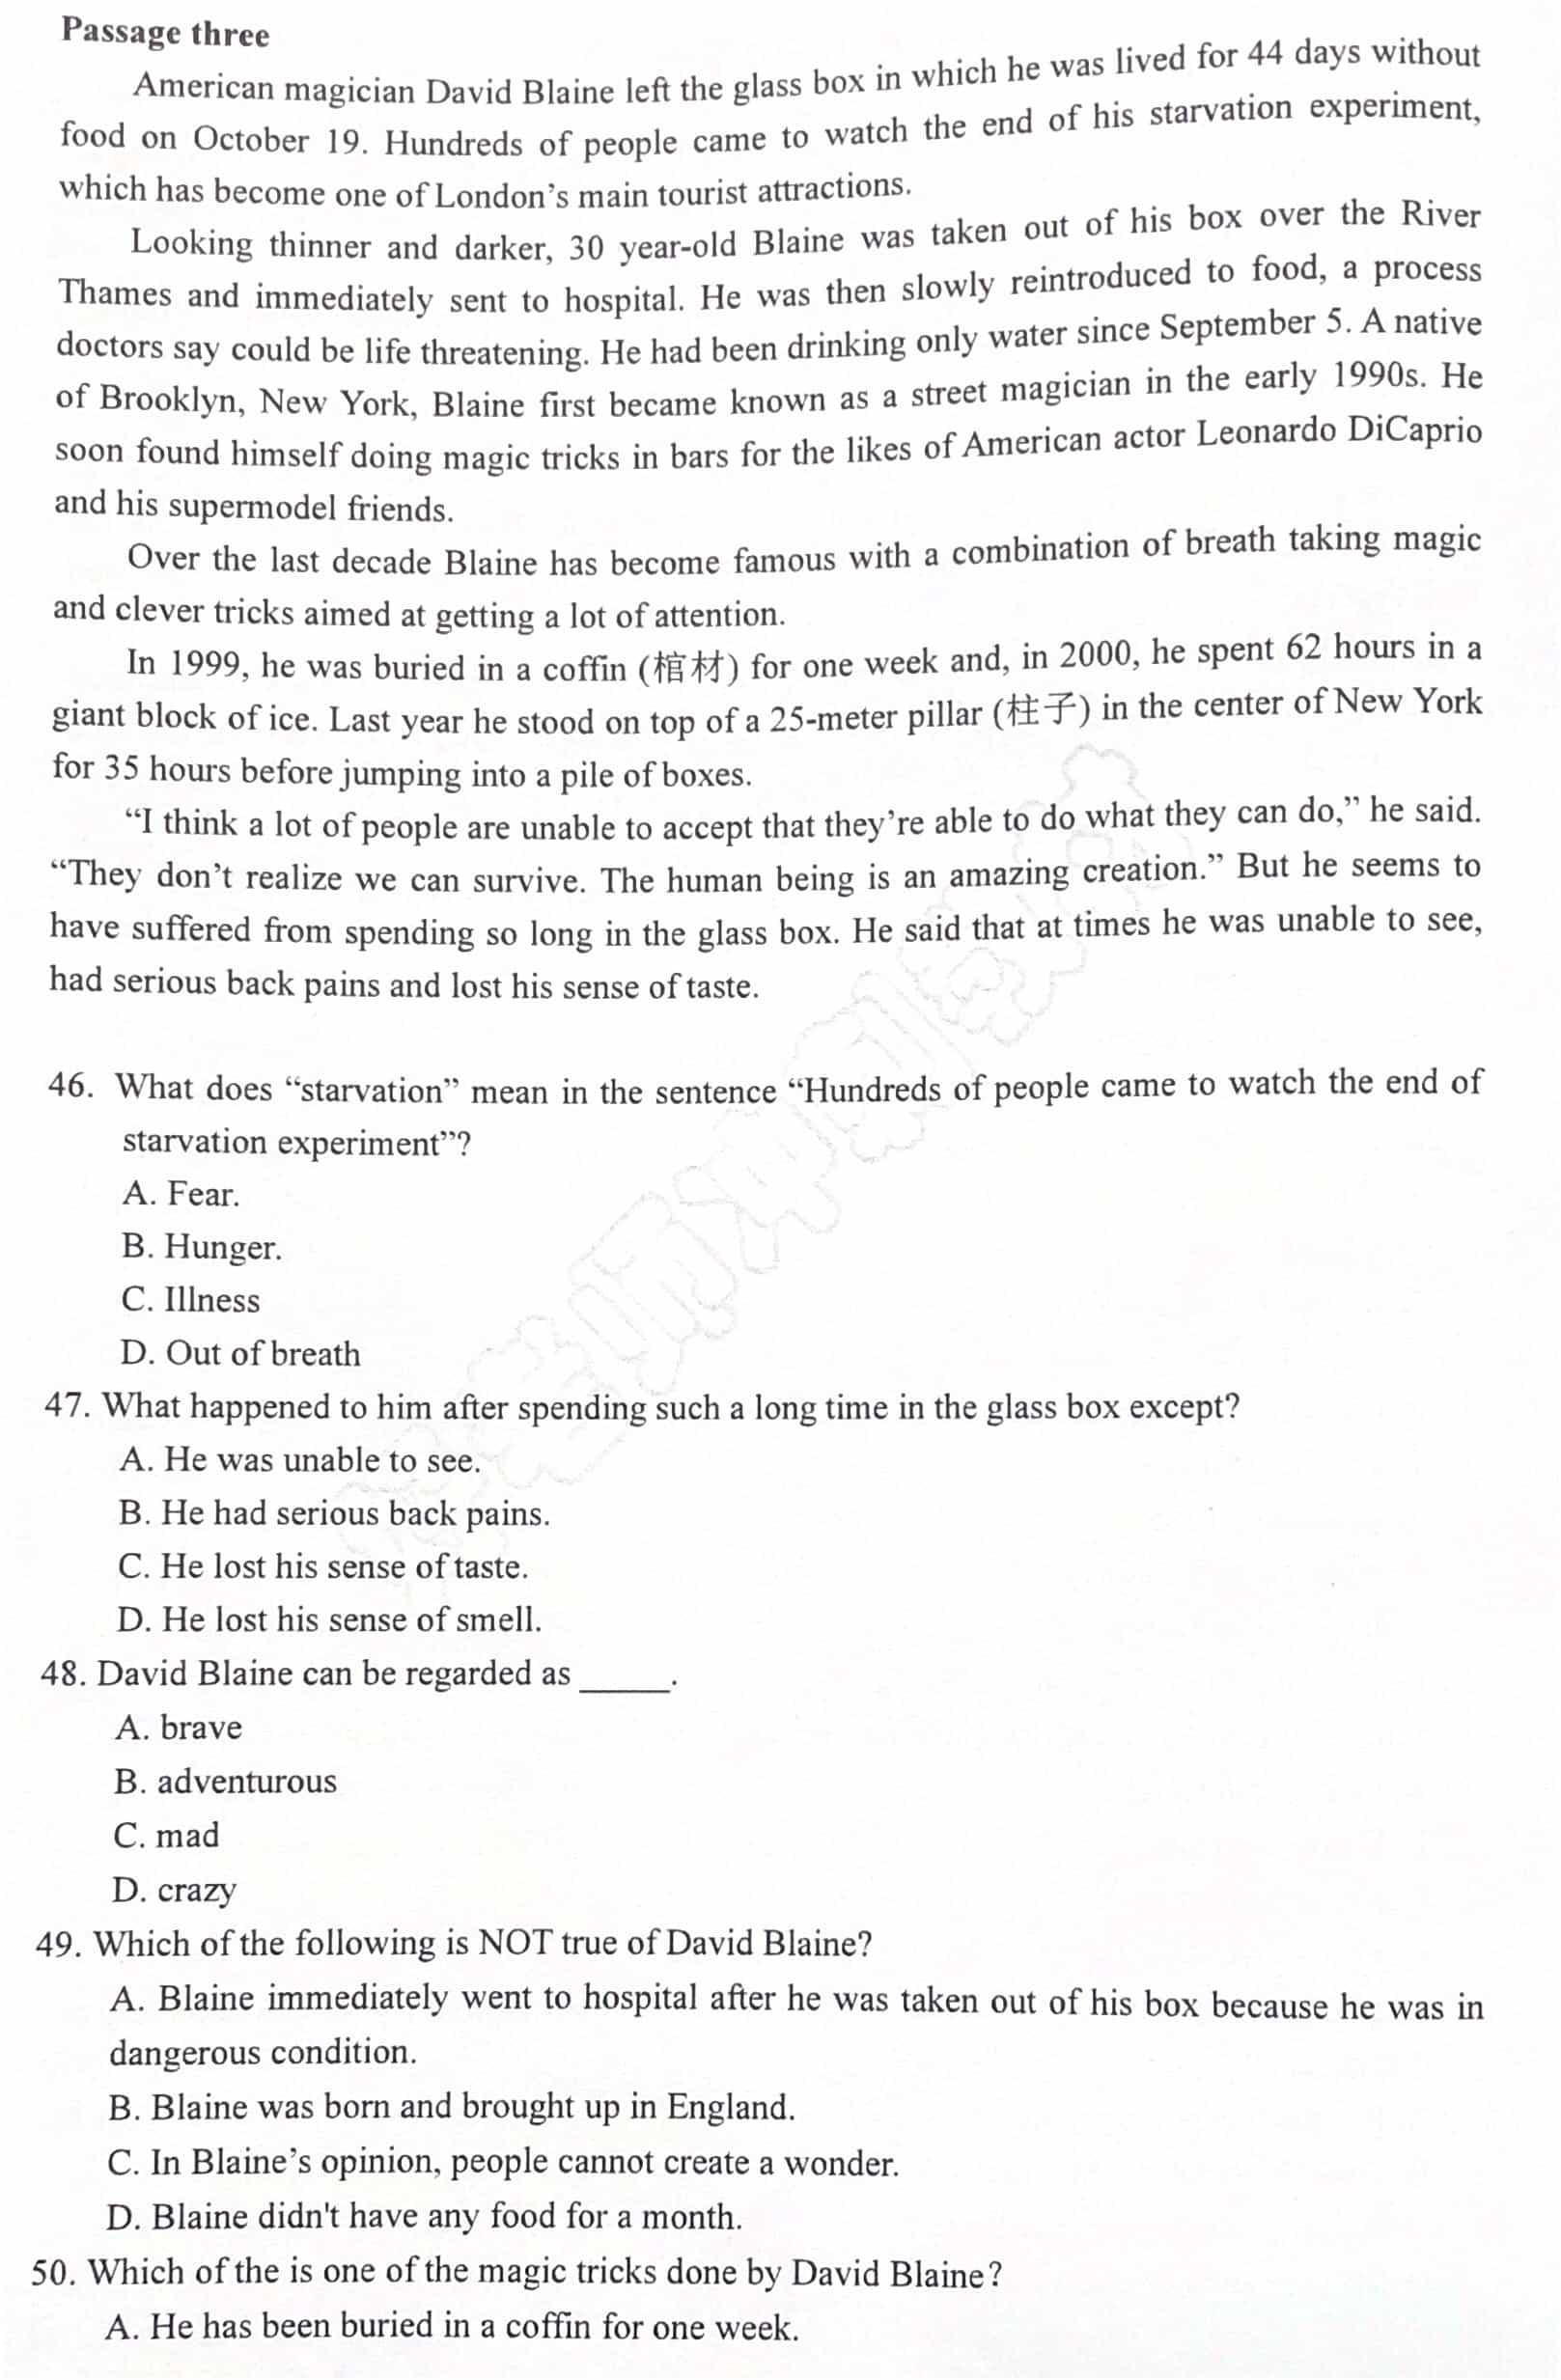 Passage three
American magician David Blaine left the glass box in which he was lived for 44 days without
food on October 19. Hundreds of people came to watch the end of his starvation experiment,
which has become one of London's main tourist attractions.
Looking thinner and darker, 30 year-old Blaine was taken out of his box over the River
Thames and immediately sent to hospital. He was then slowly reintroduced to food, a process
doctors say could be life threatening. He had been drinking only water since September 5. A native
of Brooklyn, New York, Blaine first became known as a street magician in the early 1990s. He
soon found himself doing magic tricks in bars for the likes of American actor Leonardo DiCaprio
and his supermodel friends.
Over the last decade Blaine has become famous with a combination of breath taking magic
and clever tricks aimed at getting a lot of attention.
In 1999, he was buried in a coffin (棺材) for one week and, in 2000, he spent 62 hours in a
giant block of ice. Last year he stood on top of a 25-meter pillar (柱子) in the center of New York
for 35 hours before jumping into a pile of boxes.
“I think a lot of people are unable to accept that they're able to do what they can do,” he said.
“They don't realize we can survive. The human being is an amazing creation.” But he seems to
have suffered from spending so long in the glass box. He said that at times he was unable to see,
had serious back pains and lost his sense of taste.
46. What does “starvation” mean in the sentence “Hundreds of people came to watch the end of
starvation experiment”?
A. Fear.
B. Hunger.
C. Illness
D. Out of breath
47. What happened to him after spending such a long time in the glass box except?
A. He was unable to see.
B. He had serious back pains.
C. He lost his sense of taste.
D. He lost his sense of smell.
48. David Blaine can be regarded as _____.
A. brave
B. adventurous
C. mad
D. crazy
49. Which of the following is NOT true of David Blaine?
A. Blaine immediately went to hospital after he was taken out of his box because he was in
dangerous condition.
B. Blaine was born and brought up in England.
C. In Blaine's opinion, people cannot create a wonder.
D. Blaine didn't have any food for a month.
50. Which of the is one of the magic tricks done by David Blaine?
A. He has been buried in a coffin for one week.